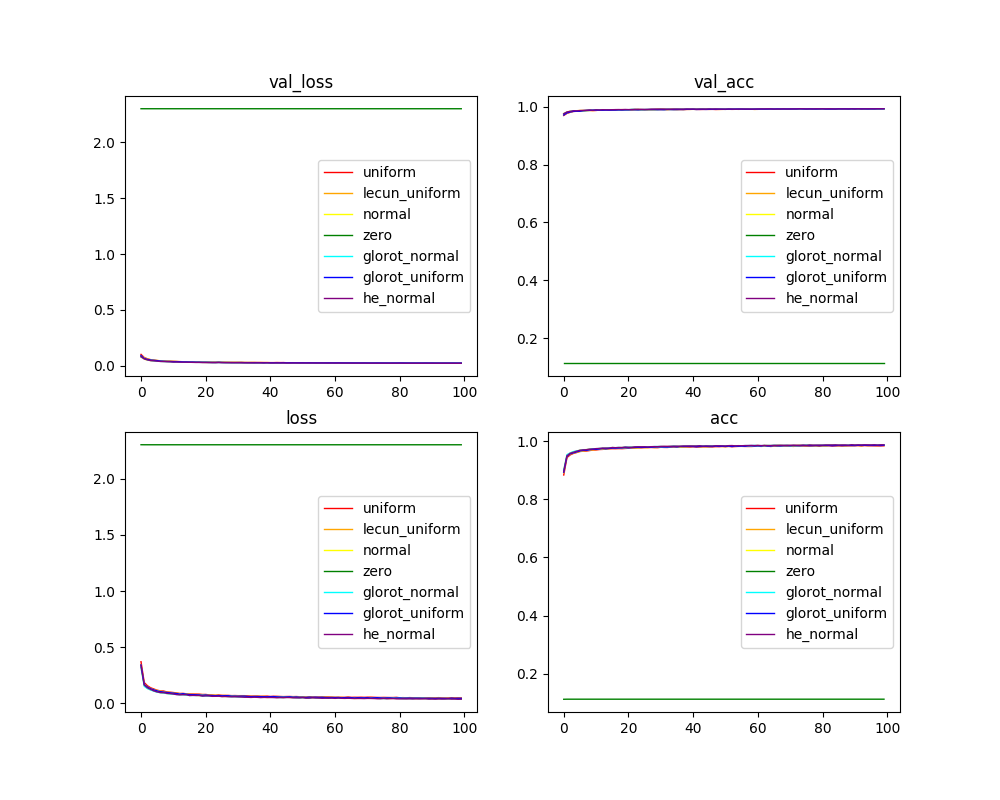 val_loss
2.0
1.5
1.0
0.5
0.0
uniform
lecun_uniform
normal
zero
glorot_normal
glorot_uniform
he_normal
0 20 40 60 80 100
val_acc
1.0
0.8
0.6
0.4
0.2
uniform
lecun_uniform
normal
zero
glorot_normal
glorot_uniform
he_normal
0 20 40 60 80 100
loss
2.0
1.5
1.0
0.5
0.0
uniform
lecun_uniform
normal
zero
glorot_normal
glorot_uniform
he_normal
0 20 40 60 80 100
acc
1.0
0.8
0.6
0.4
0.2
uniform
lecun_uniform
normal
zero
glorot_normal
glorot_uniform
he_normal
0 20 40 60 80 100